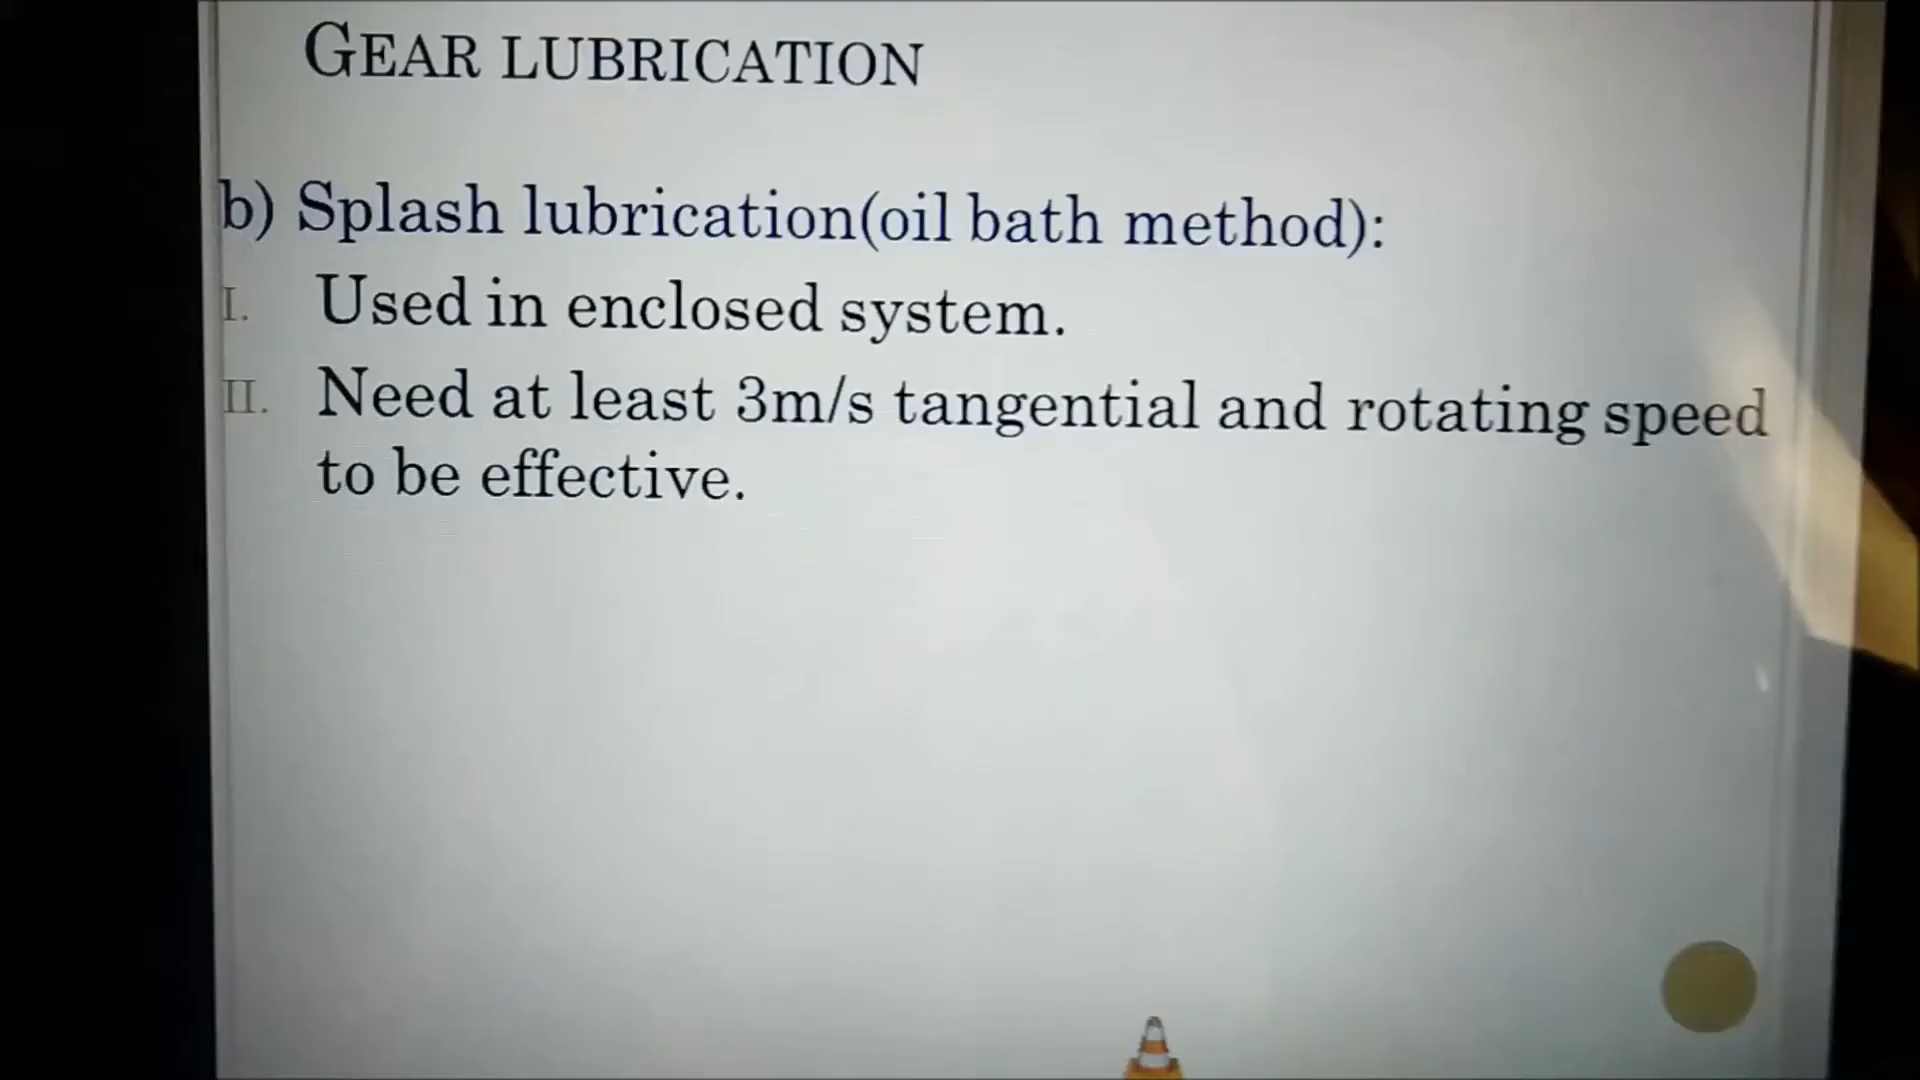 GEAR LUBRICATION
b) Splash lubrication(oil bath method):
I. Used in enclosed system.
II. Need at least 3m/s tangential and rotating speed
to be effective.